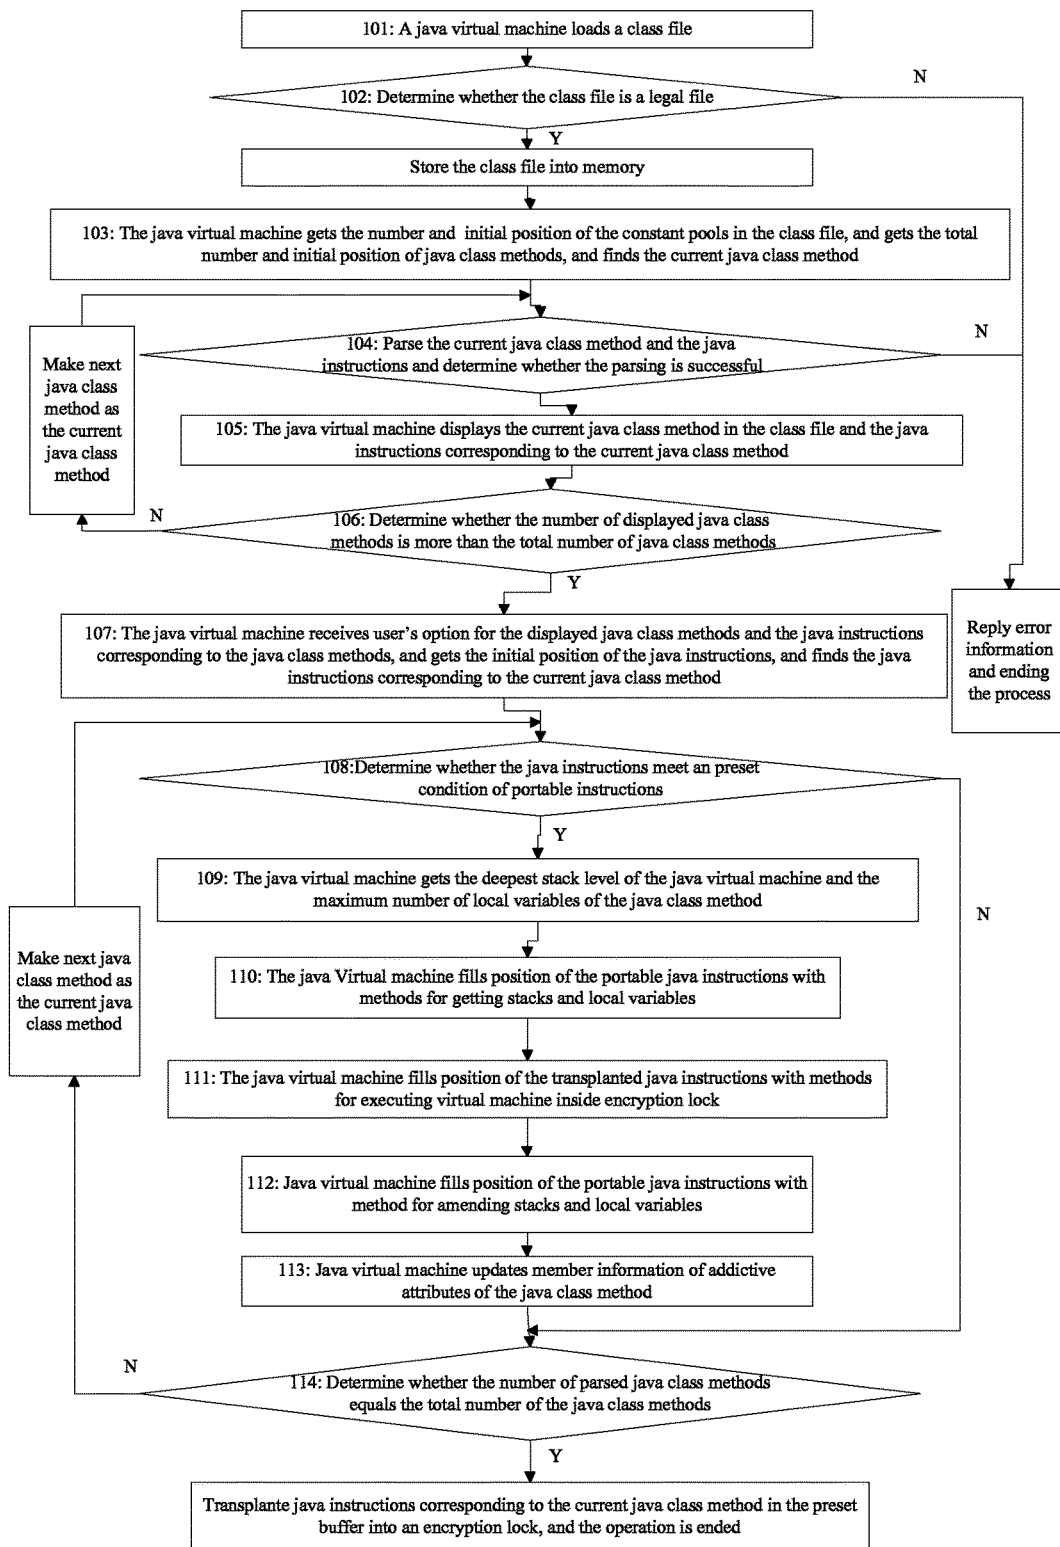 101: A java virtual machine loads a class file
N
102: Determine whether the class file is a legal file
Y
Store the class file into memory
103: The java virtual machine gets the number and initial position of the constant pools in the class file, and gets the total
number and initial position of java class methods, and finds the current java class method
Make next
java class
method as
the current
java class
method
104: Parse the current java class method and the java
instructions and determine whether the parsing is successful
N
105: The java virtual machine displays the current java class method in the class file and the java
instructions corresponding to the current java class method
N
106: Determine whether the number of displayed java class
methods is more than the total number of java class methods
Y
107: The java virtual machine receives user's option for the displayed java class methods and the java instructions
corresponding to the java class methods, and gets the initial position of the java instructions, and finds the java
instructions corresponding to the current java class method
Reply error
information
and ending
the process
108:Determine whether the java instructions meet an preset
condition of portable instructions
Y
109: The java virtual machine gets the deepest stack level of the java virtual machine and the
maximum number of local variables of the java class method
N
Make next java
class method as
the current java
class method
110: The java Virtual machine fills position of the portable java instructions with
methods for getting stacks and local variables
111: The java virtual machine fills position of the transplanted java instructions with methods
for executing virtual machine inside encryption lock
112: Java virtual machine fills position of the portable java instructions with
method for amending stacks and local variables
113: Java virtual machine updates member information of addictive
attributes of the java class method
N
114: Determine whether the number of parsed java class methods
equals the total number of the java class methods
Y
Transplante java instructions corresponding to the current java class method in the preset
buffer into an encryption lock, and the operation is ended